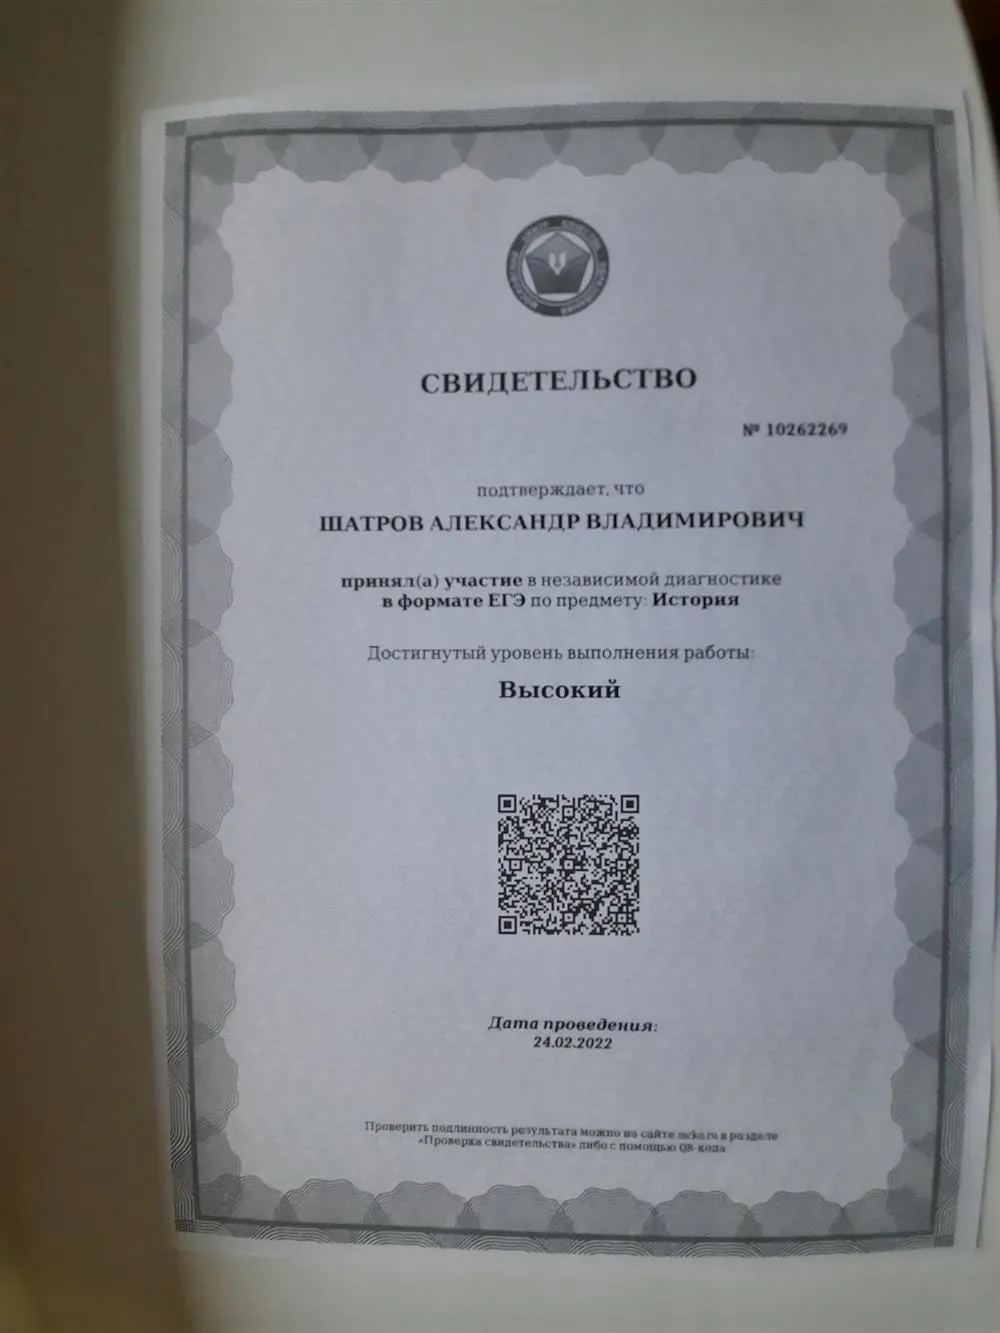 СВИДЕТЕЛЬСТВО
№ 10262269
подтверждает, что
ШАТРОВ АЛЕКСАНДР ВЛАДИМИРОВИЧ
принял(а) участие в независимой диагностике
в формате ЕГЭ по предмету: История
Достигнутый уровень выполнения работы:
Высокий
Дата проведения:
24.02.2022
Проверить подлинность результата можно на сайте mcko.ru в разделе
«Проверка свидетельства» либо с помощью QR-кода